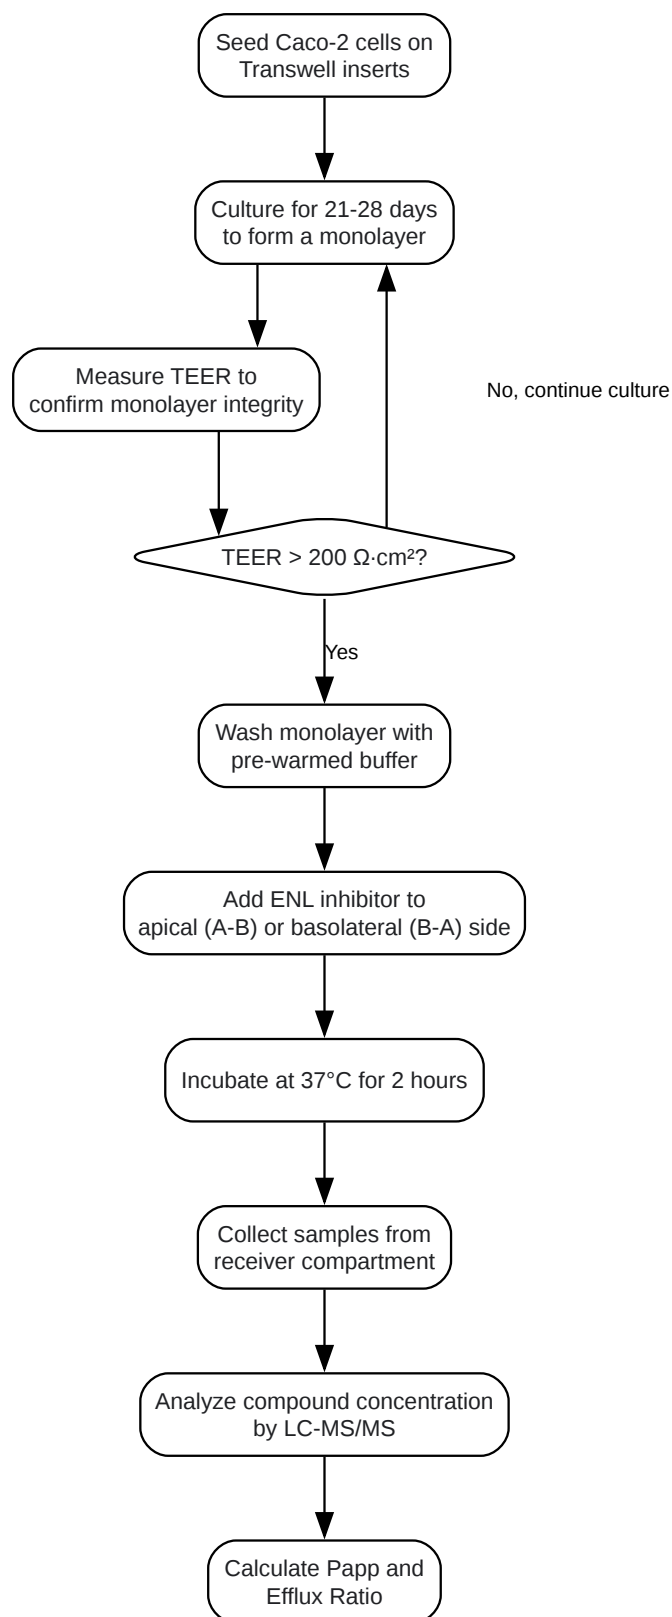 Seed Caco-2 cells on
Transwell inserts
Culture for 21-28 days
to form a monolayer
Measure TEER to
confirm monolayer integrity
No, continue culture
TEER > 200 Ω·cm²?
Yes
Wash monolayer with
pre-warmed buffer
Add ENL inhibitor to
apical (A-B) or basolateral (B-A) side
Incubate at 37°C for 2 hours
Collect samples from
receiver compartment
Analyze compound concentration
by LC-MS/MS
Calculate Papp and
Efflux Ratio